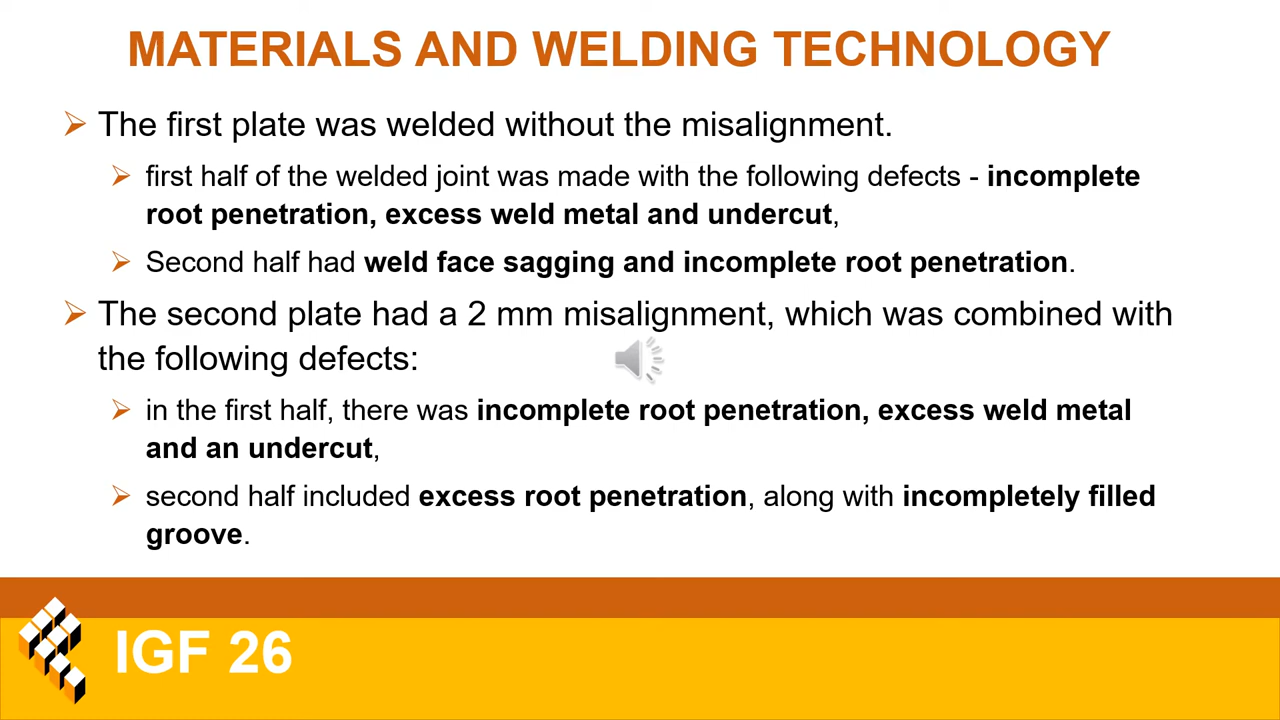 MATERIALS AND WELDING TECHNOLOGY
The first plate was welded without the misalignment.
first half of the welded joint was made with the following defects - incomplete
root penetration, excess weld metal and undercut,
Second half had weld face sagging and incomplete root penetration.
The second plate had a 2 mm misalignment, which was combined with
the following defects:
in the first half, there was incomplete root penetration, excess weld metal
and an undercut,
second half included excess root penetration, along with incompletely filled
groove.
IGF 26